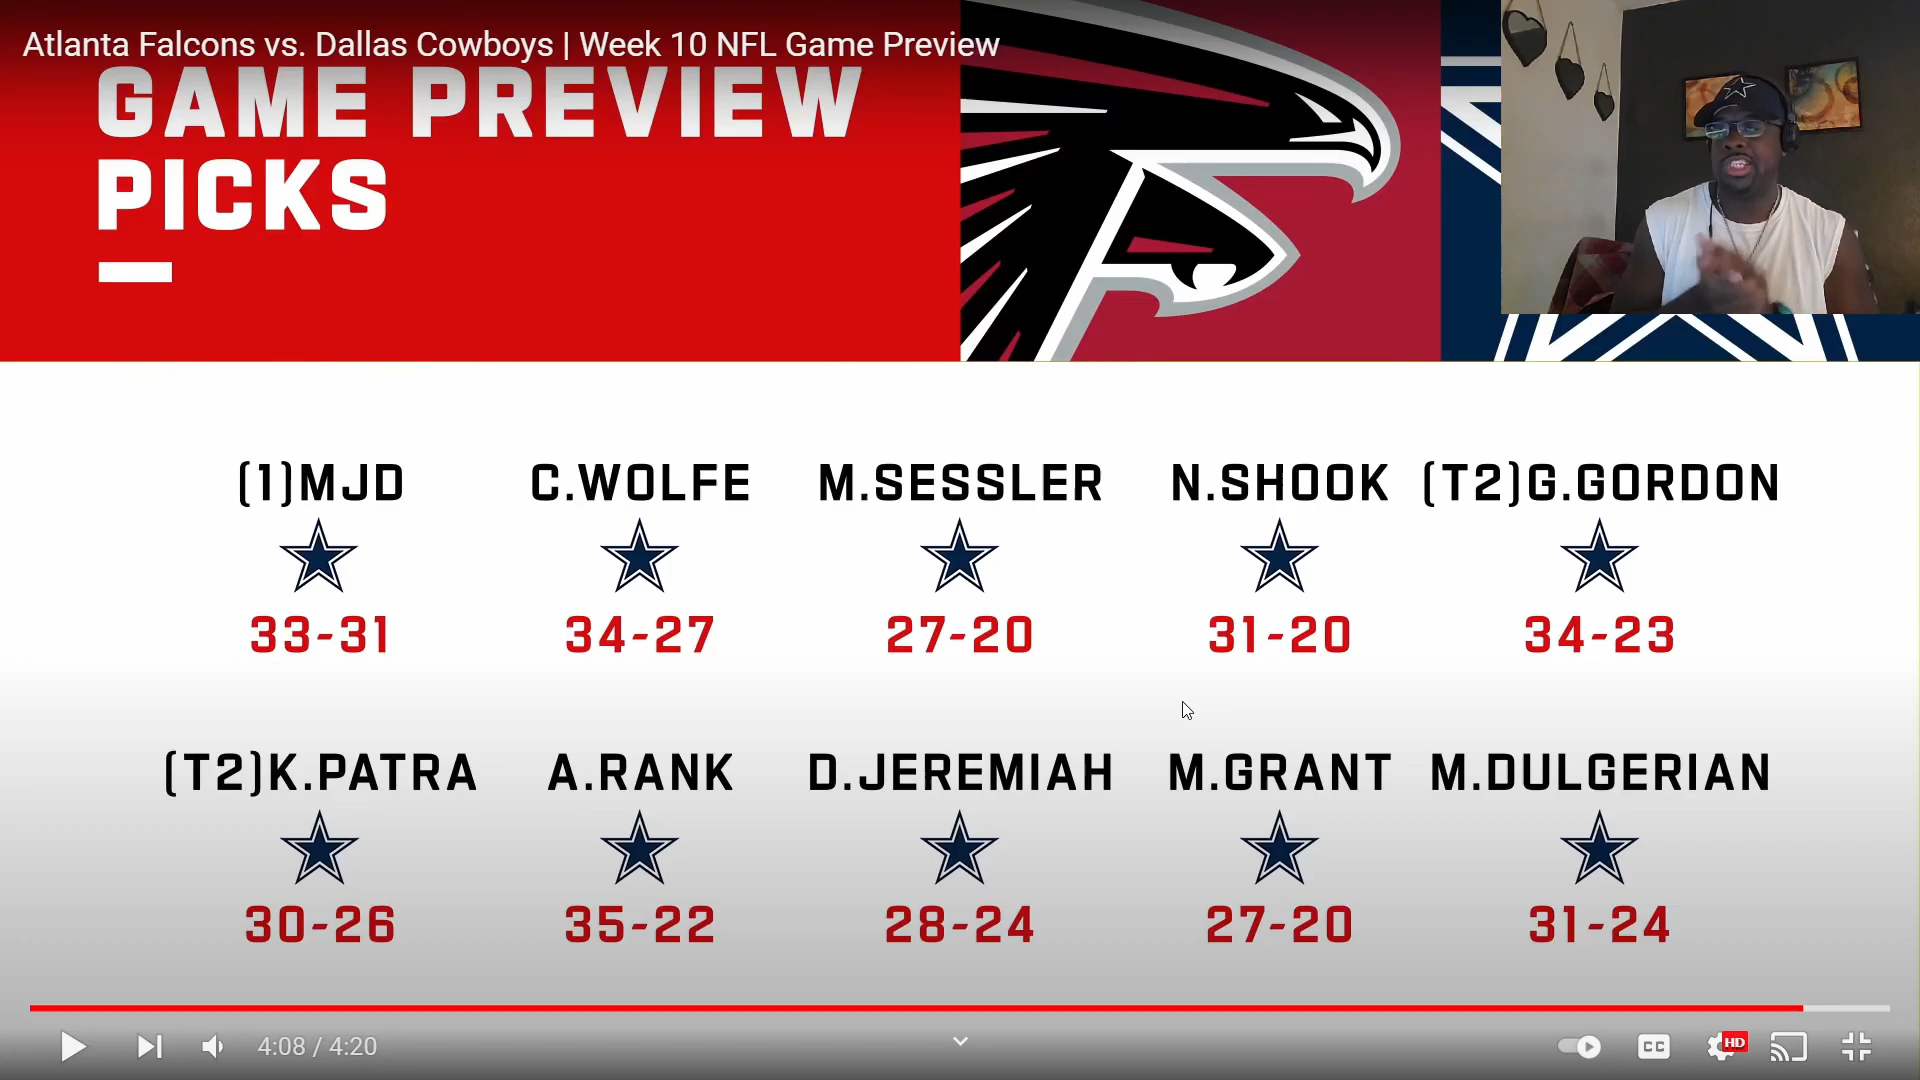 Atlanta Falcons vs. Dallas Cowboys | Week 10 NFL Game Preview
GAME PREVIEW
PICKS
(1)MJD C.WOLFE M.SESSLER N.SHOOK (T2)G.GORDON
33-31 34-27 27-20 31-20 34-23
(T2)K.PATRA A.RANK D.JEREMIAH M.GRANT M.DULGERIAN
30-26 35-22 28-24 27-20 31-24
4:08 / 4:20
CC
HD